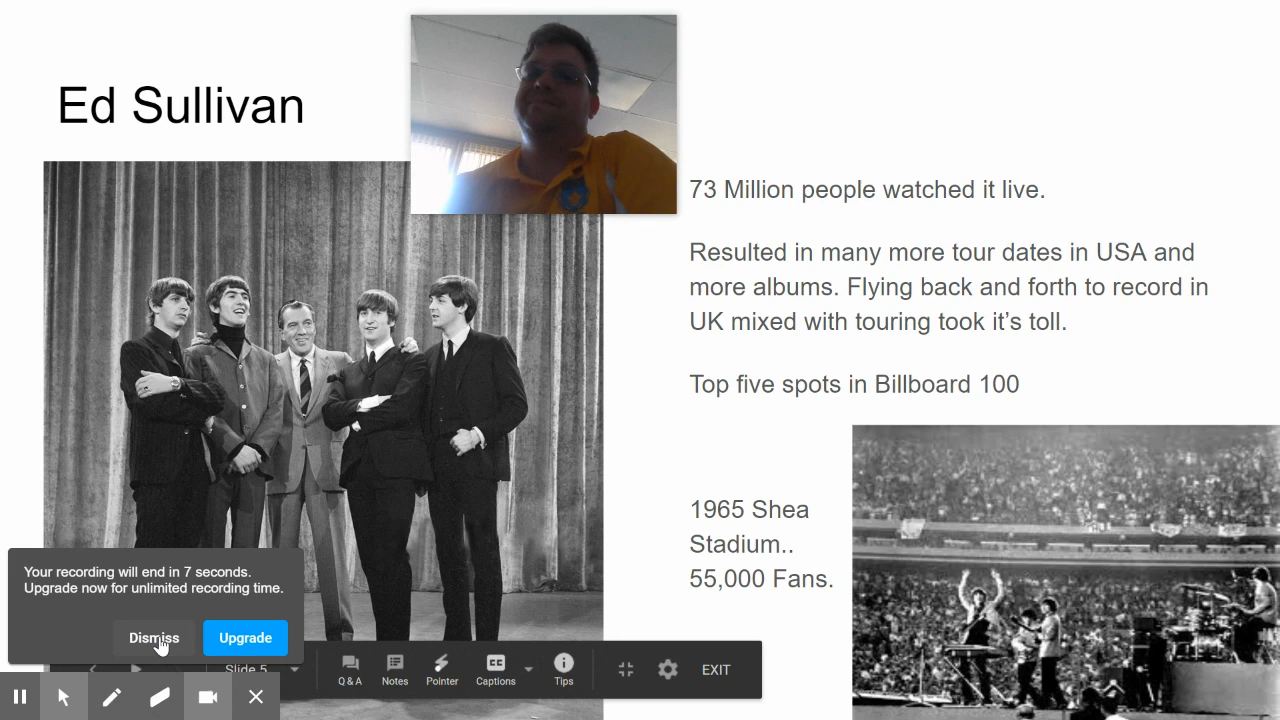 Ed Sullivan
73 Million people watched it live.
Resulted in many more tour dates in USA and
more albums. Flying back and forth to record in
UK mixed with touring took it's toll.
Top five spots in Billboard 100
1965 Shea
Stadium..
55,000 Fans.
Your recording will end in 7 seconds.
Upgrade now for unlimited recording time.
Dismiss Upgrade
Slide 5
Q & A Notes Pointer Captions Tips EXIT